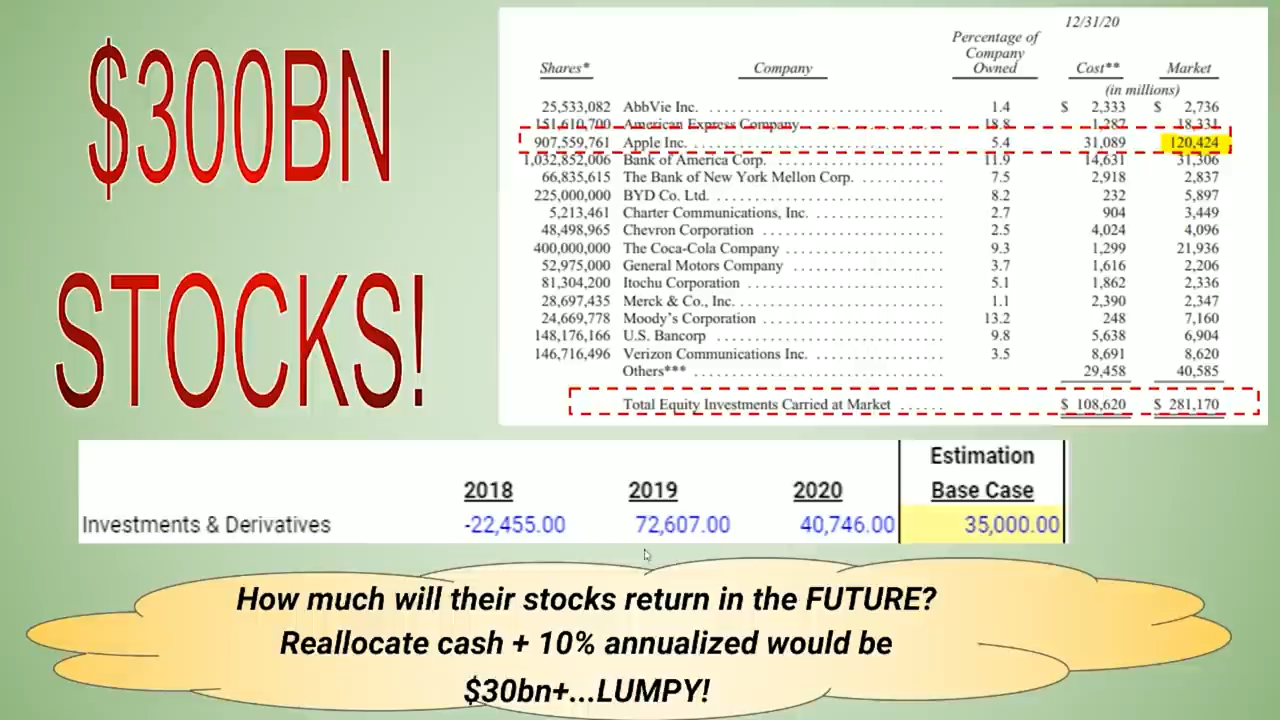 $300BN
STOCKS!
12/31/20
Percentage of
Company
Owned
Shares* Company Cost** Market
(in millions)
25,533,082 AbbVie Inc. 1.4 $ 2,333 $ 2,736
151,610,700 American Express Company 18.8 1,287 18,331
907,559,761 Apple Inc. 5.4 31,089 120,424
1,032,852,006 Bank of America Corp. 11.9 14,631 31,306
66,835,615 The Bank of New York Mellon Corp. 7.5 2,918 2,837
225,000,000 BYD Co. Ltd. 8.2 232 5,897
5,213,461 Charter Communications, Inc. 2.7 904 3,449
48,498,965 Chevron Corporation 2.5 4,024 4,096
400,000,000 The Coca-Cola Company 9.3 1,299 21,936
52,975,000 General Motors Company 3.7 1,616 2,206
81,304,200 Itochu Corporation 5.1 1,862 2,336
28,697,435 Merck & Co., Inc. 1.1 2,390 2,347
24,669,778 Moody's Corporation 13.2 248 7,160
148,176,166 U.S. Bancorp 9.8 5,638 6,904
146,716,496 Verizon Communications Inc. 3.5 8,691 8,620
Others*** 29,458 40,585
Total Equity Investments Carried at Market $ 108,620 $ 281,170
Estimation
2018 2019 2020 Base Case
Investments & Derivatives -22,455.00 72,607.00 40,746.00 35,000.00
How much will their stocks return in the FUTURE?
Reallocate cash + 10% annualized would be
$30bn+...LUMPY!